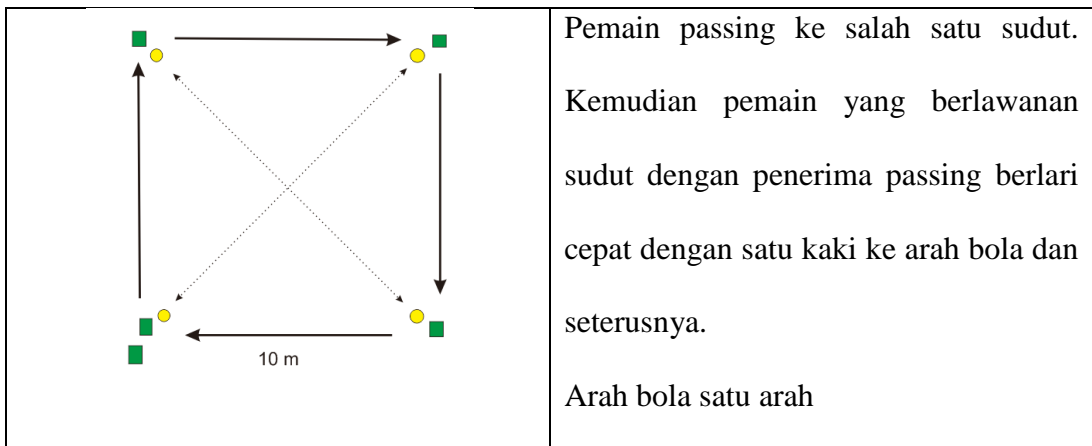 Pemain passing ke salah satu sudut.
Kemudian pemain yang berlawanan
sudut dengan penerima passing berlari
cepat dengan satu kaki ke arah bola dan
seterusnya.
Arah bola satu arah
10 m